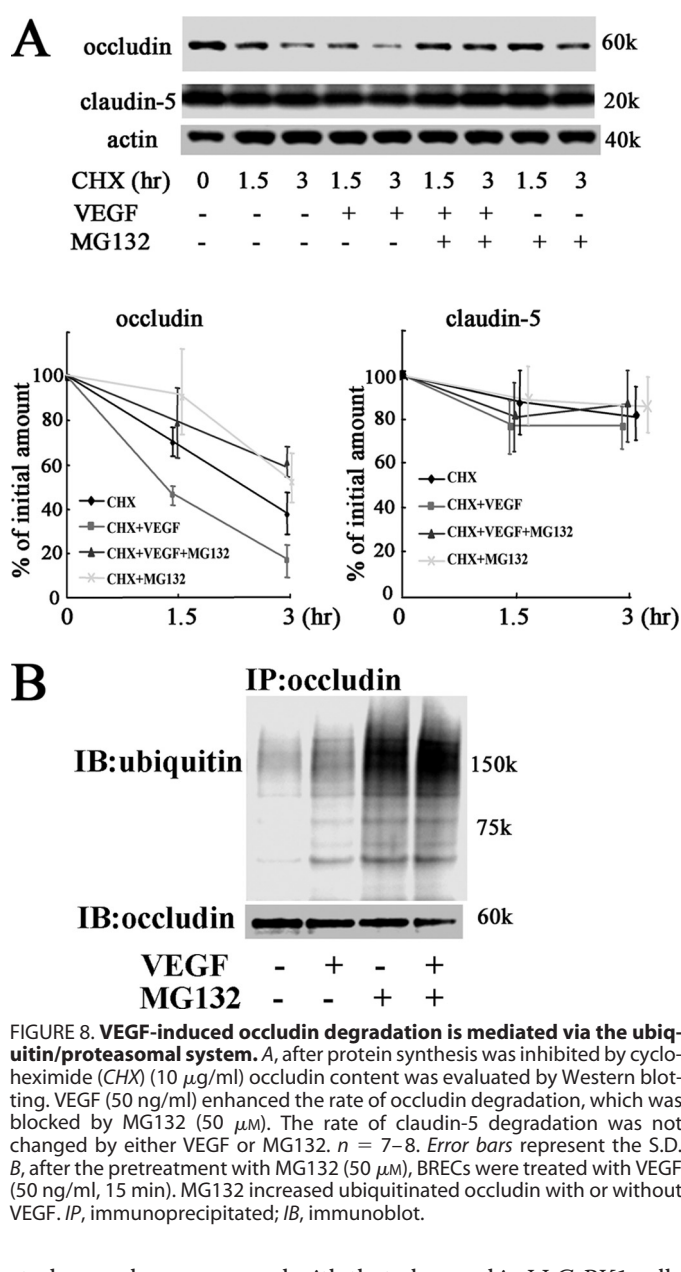 A
occludin 60k
claudin-5 20k
actin 40k
CHX (hr) 0 1.5 3 1.5 3 1.5 3 1.5 3
VEGF - - - + + + + - -
MG132 - - - - - + + + +
occludin
% of initial amount
100
80
60
40
20
0
CHX
CHX+VEGF
CHX+VEGF+MG132
CHX+MG132
0 1.5 3 (hr)
claudin-5
% of initial amount
100
80
60
40
20
0
CHX
CHX+VEGF
CHX+VEGF+MG132
CHX+MG132
0 1.5 3 (hr)
B
IP:occludin
IB:ubiquitin 150k
75k
IB:occludin 60k
VEGF - + - +
MG132 - - + +
FIGURE 8. VEGF-induced occludin degradation is mediated via the ubiq-
uitin/proteasomal system. A, after protein synthesis was inhibited by cyclo-
heximide (CHX) (10 μg/ml) occludin content was evaluated by Western blot-
ting. VEGF (50 ng/ml) enhanced the rate of occludin degradation, which was
blocked by MG132 (50 μM). The rate of claudin-5 degradation was not
changed by either VEGF or MG132. n = 7–8. Error bars represent the S.D.
B, after the pretreatment with MG132 (50 μM), BRECs were treated with VEGF
(50 ng/ml, 15 min). MG132 increased ubiquitinated occludin with or without
VEGF. IP, immunoprecipitated; IB, immunoblot.